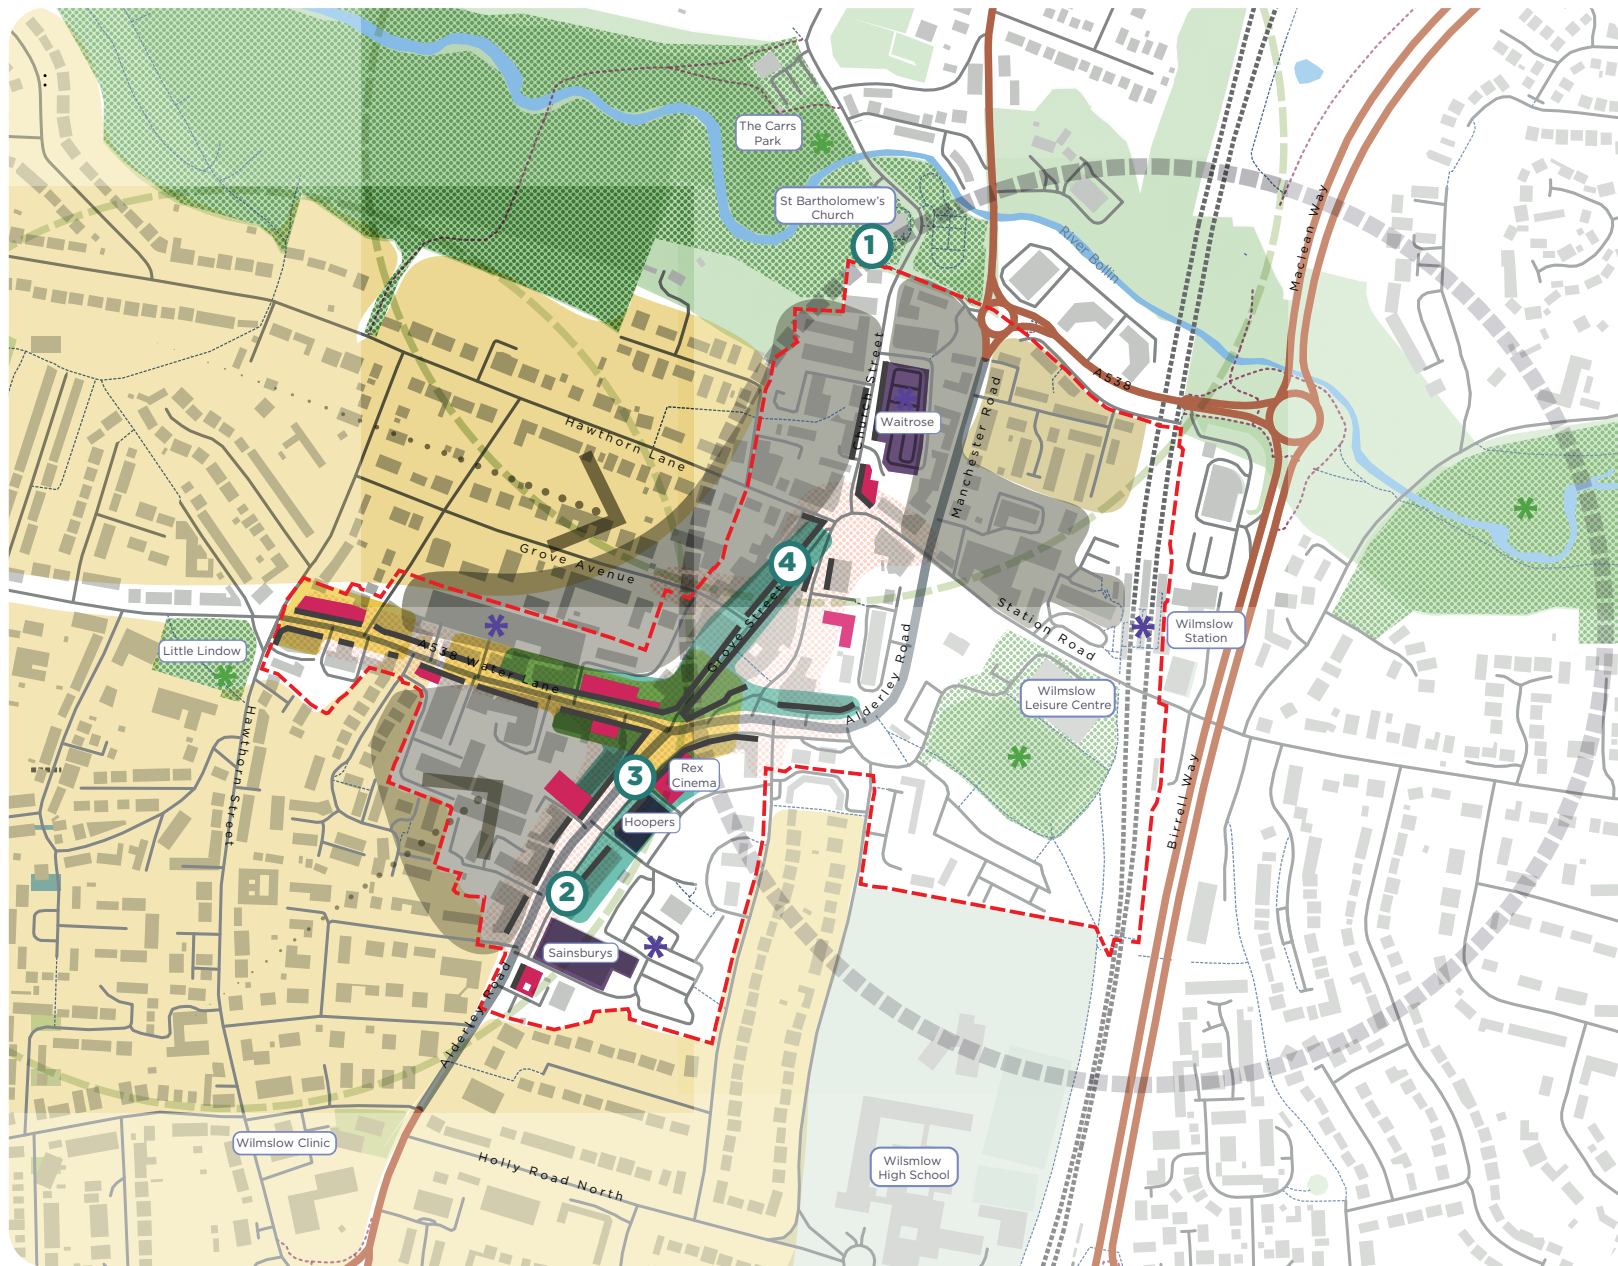 The Carrs
Park
St Bartholomew's
Church
1
River Bollin
Maclean Way
A538
Church Street
Waitrose
Manchester Road
Hawthorn Lane
Grove Avenue
4
Grove Street
Station Road
Wilmslow
Station
Little Lindow
A538 Water Lane
Alderley Road
Wilmslow
Leisure Centre
Hawthorn Street
3
Rex
Cinema
Hoopers
Birrell Way
2
Sainsburys
Alderley Road
Wilmslow Clinic
Holly Road North
Wilsmlow
High School